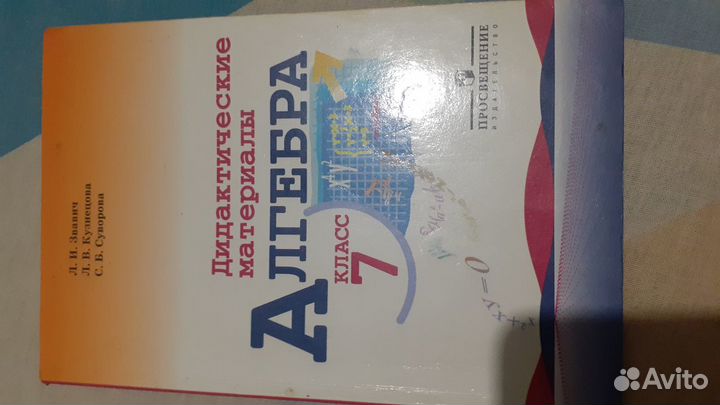 Л. И. Звавич
Л. В. Кузнецова
С. Б. Суворова
Дидактические
материалы
АЛГЕБРА
КЛАСС
7
ПРОСВЕЩЕНИЕ
ИЗДАТЕЛЬСТВО
Avito